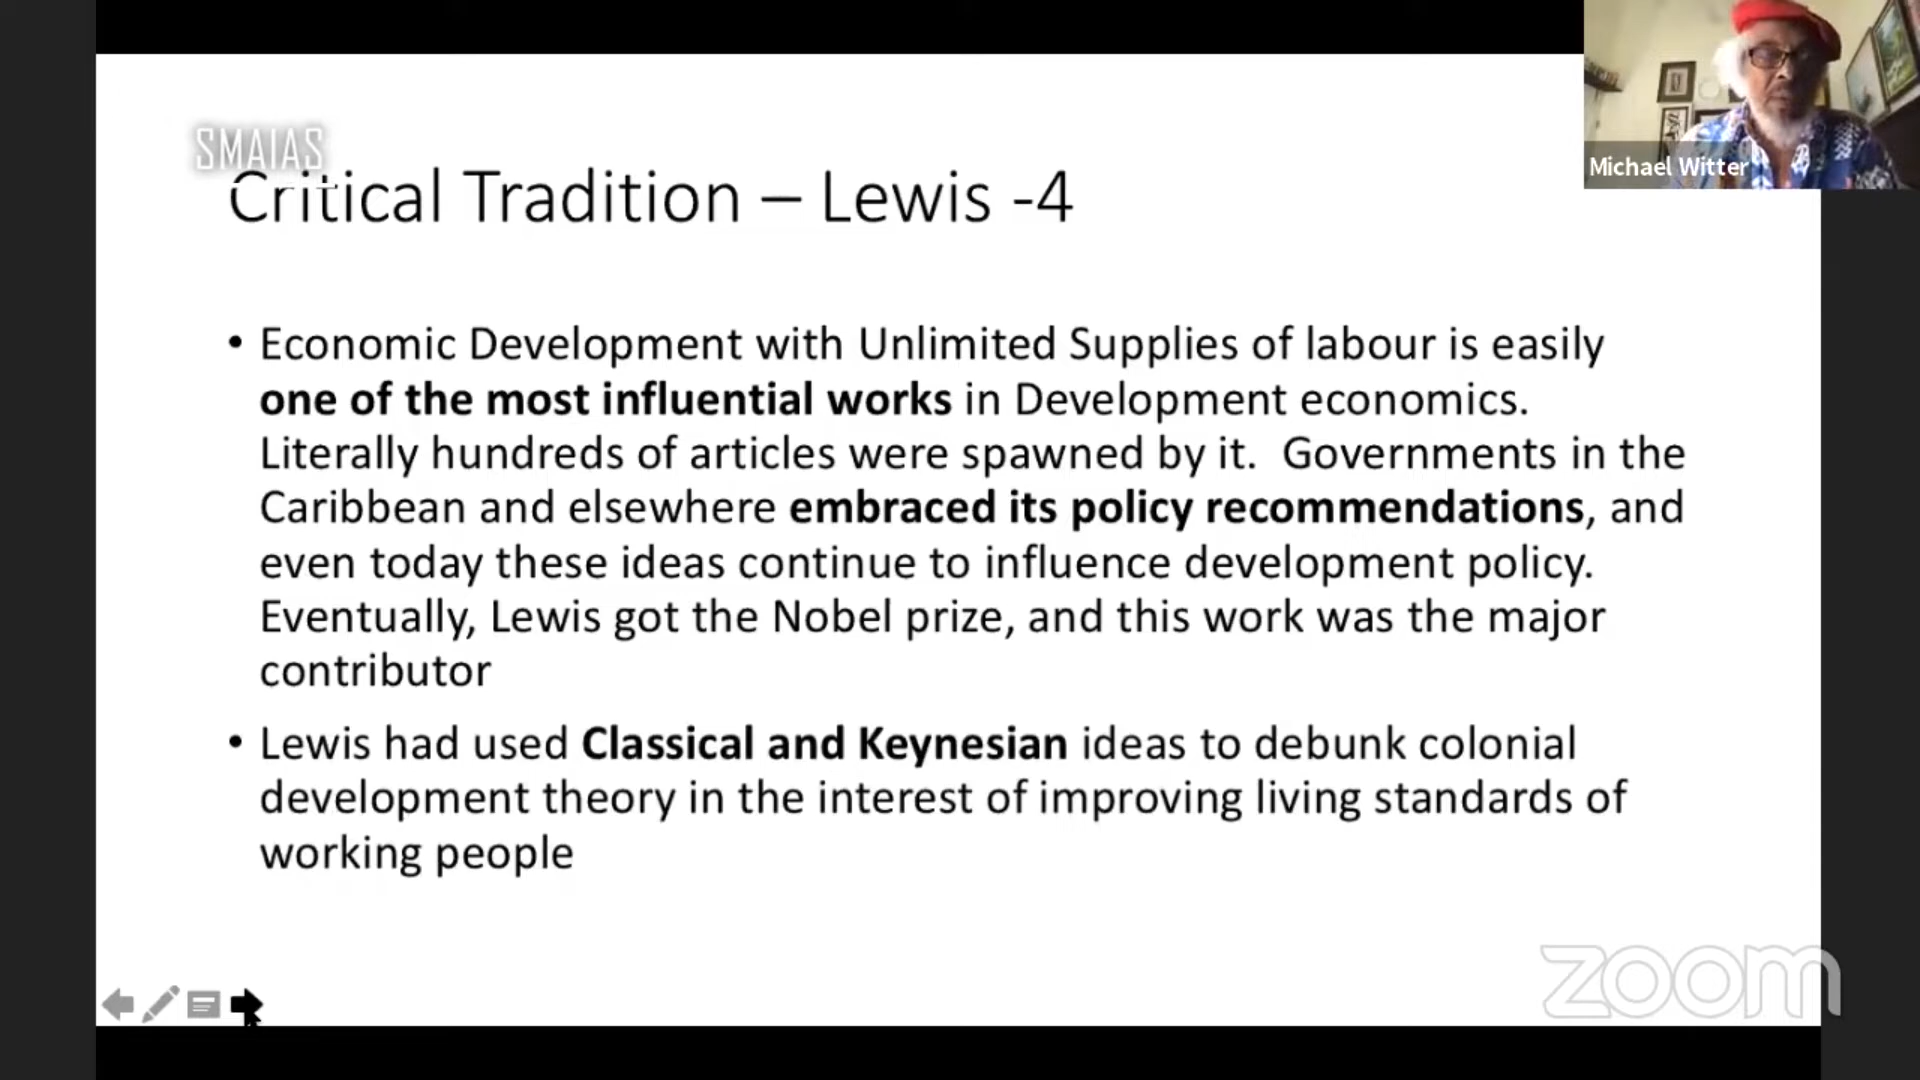 SMAIAS
Critical Tradition – Lewis -4
Michael Witter
• Economic Development with Unlimited Supplies of labour is easily
one of the most influential works in Development economics.
Literally hundreds of articles were spawned by it.  Governments in the
Caribbean and elsewhere embraced its policy recommendations, and
even today these ideas continue to influence development policy.
Eventually, Lewis got the Nobel prize, and this work was the major
contributor
• Lewis had used Classical and Keynesian ideas to debunk colonial
development theory in the interest of improving living standards of
working people
zoom